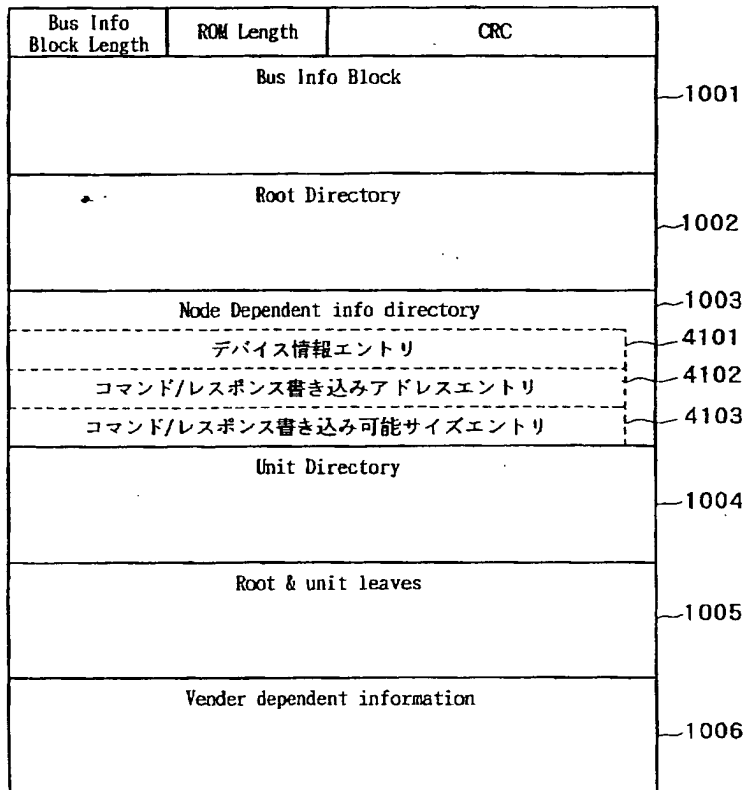 Bus Info
Block Length
ROM Length
CRC
Bus Info Block
1001
Root Directory
1002
Node Dependent info directory
1003
デバイス情報エントリ
4101
コマンド/レスポンス書き込みアドレスエントリ
4102
コマンド/レスポンス書き込み可能サイズエントリ
4103
Unit Directory
1004
Root & unit leaves
1005
Vender dependent information
1006